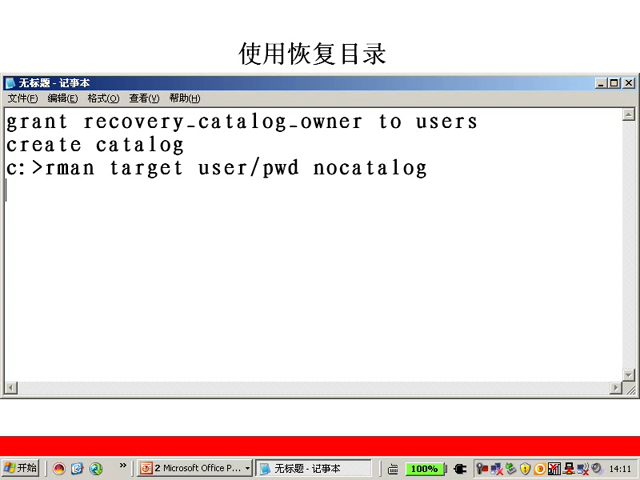 使用恢复目录
无标题 - 记事本
文件(F) 编辑(E) 格式(O) 查看(V) 帮助(H)
grant recovery_catalog_owner to users
create catalog
c:>rman target user/pwd nocatalog
开始 » 2 Microsoft Office P... 无标题 - 记事本 100% 14:11